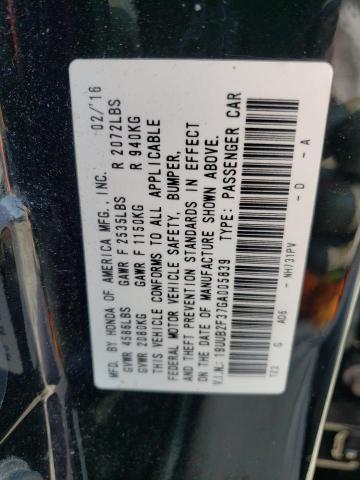 MFD. BY HONDA OF AMERICA MFG., INC. 02/'16
GVWR 4586LBS GAWR F 2535LBS R 2072LBS
GVWR 2080KG GAWR F 1150KG R 940KG
THIS VEHICLE CONFORMS TO ALL APPLICABLE
FEDERAL MOTOR VEHICLE SAFETY, BUMPER,
AND THEFT PREVENTION STANDARDS IN EFFECT
ON THE DATE OF MANUFACTURE SHOWN ABOVE.
V.I.N.: 19UUB2F37GA005839 TYPE: PASSENGER CAR
TZ3 G AD6 - NH731PV - D - A